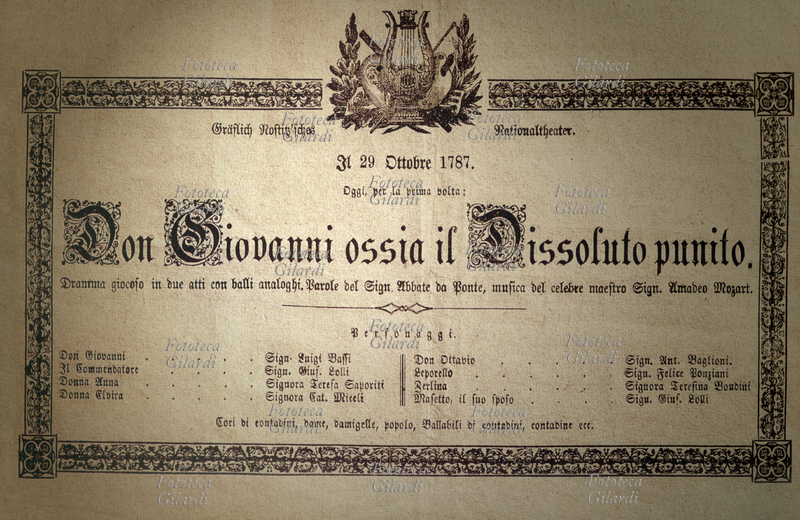 Gräflich Nostitz'sches Nationaltheater.
Il 29 Ottobre 1787.
Oggi, per la prima volta:
Don Giovanni ossia il Dissoluto punito.
Dramma giocoso in due atti con balli analoghi. Parole del Sign. Abbate da Ponte, musica del celebre maestro Sign. Amadeo Mozart.
Personaggi.
Don Giovanni . . . . . . Sign. Luigi Bassi
Il Commendatore . . . . . Sign. Gius. Lolli
Donna Anna . . . . . . Signora Teresa Saporiti
Donna Elvira . . . . . . Signora Cat. Miceli
Don Ottavio . . . . . . Sign. Ant. Baglioni.
Leporello . . . . . . Sign. Felice Ponziani
Zerlina . . . . . . Signora Teresina Bondini
Masetto, il suo sposo . . . . Sign. Gius. Lolli
Cori di contadini, dame, damigelle, popolo, Ballabili di contadini, contadine ecc.
Fototeca Gilardi